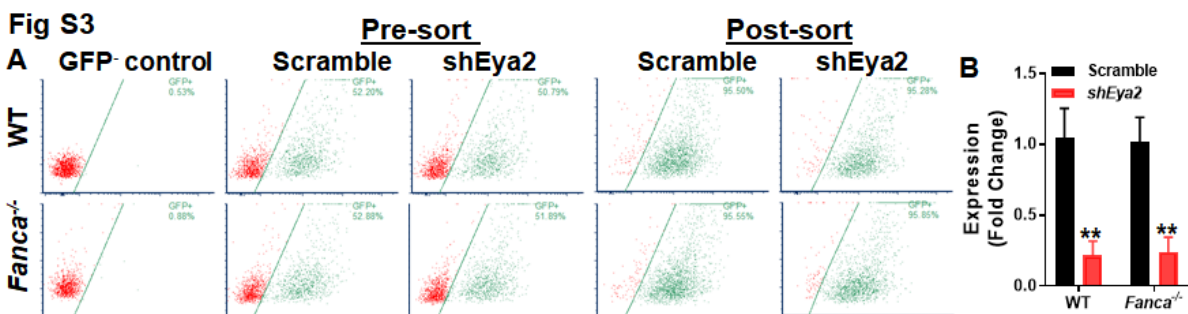 Fig S3
Pre-sort
Post-sort
A
GFP- control
Scramble
shEya2
Scramble
shEya2
B
WT
GFP+
0.53%
GFP+
52.20%
GFP+
50.79%
GFP+
95.50%
GFP+
95.28%
Fanca-/-
GFP+
0.88%
GFP+
52.88%
GFP+
51.89%
GFP+
95.55%
GFP+
95.85%
Expression
(Fold Change)
1.5
1.0
0.5
0.0
Scramble
shEya2
**
**
WT
Fanca-/-